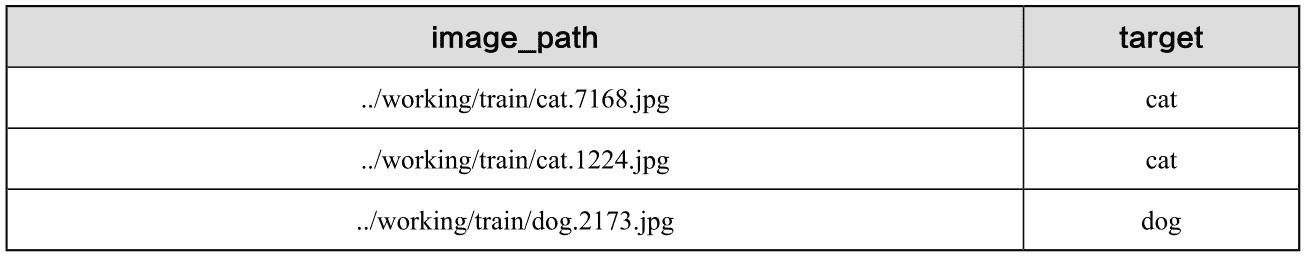 image_path target
../working/train/cat.7168.jpg cat
../working/train/cat.1224.jpg cat
../working/train/dog.2173.jpg dog